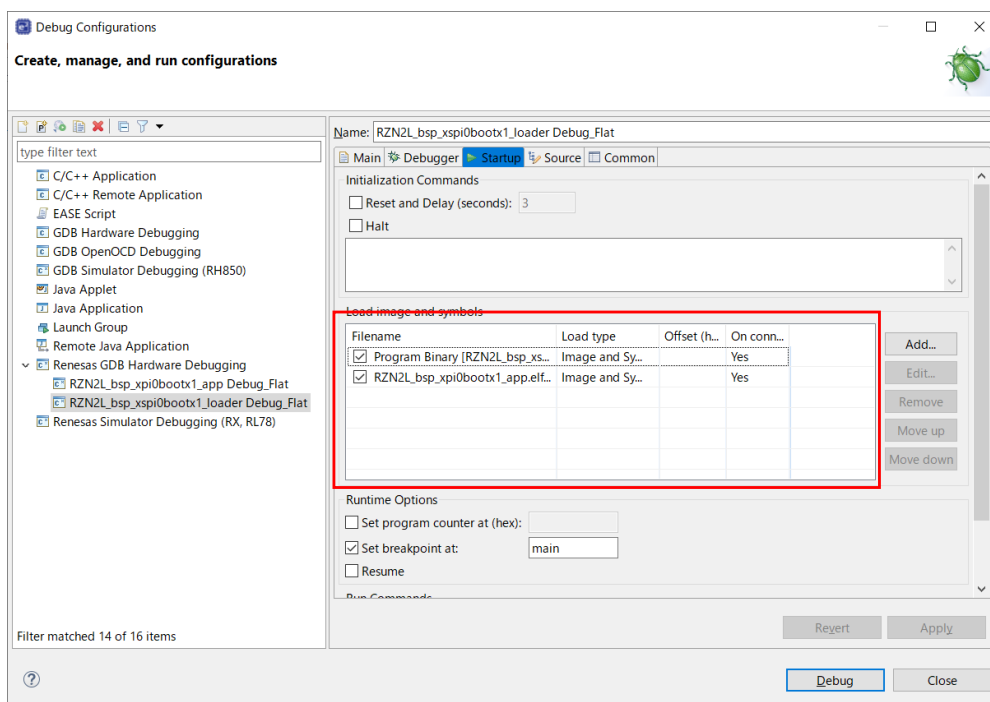 Debug Configurations
Create, manage, and run configurations
type filter text
C/C++ Application
C/C++ Remote Application
EASE Script
GDB Hardware Debugging
GDB OpenOCD Debugging
GDB Simulator Debugging (RH850)
Java Applet
Java Application
Launch Group
Remote Java Application
Renesas GDB Hardware Debugging
RZN2L_bsp_xpi0bootx1_app Debug_Flat
RZN2L_bsp_xspi0bootx1_loader Debug_Flat
Renesas Simulator Debugging (RX, RL78)
Filter matched 14 of 16 items
Name: RZN2L_bsp_xspi0bootx1_loader Debug_Flat
Main Debugger Startup Source Common
Initialization Commands
Reset and Delay (seconds): 3
Halt
Load image and symbols
Filename Load type Offset (h... On conn...
Program Binary [RZN2L_bsp_xs... Image and Sy... Yes
RZN2L_bsp_xpi0bootx1_app.elf... Image and Sy... Yes
Add...
Edit...
Remove
Move up
Move down
Runtime Options
Set program counter at (hex):
Set breakpoint at: main
Resume
Run Commands
Revert Apply
Debug Close